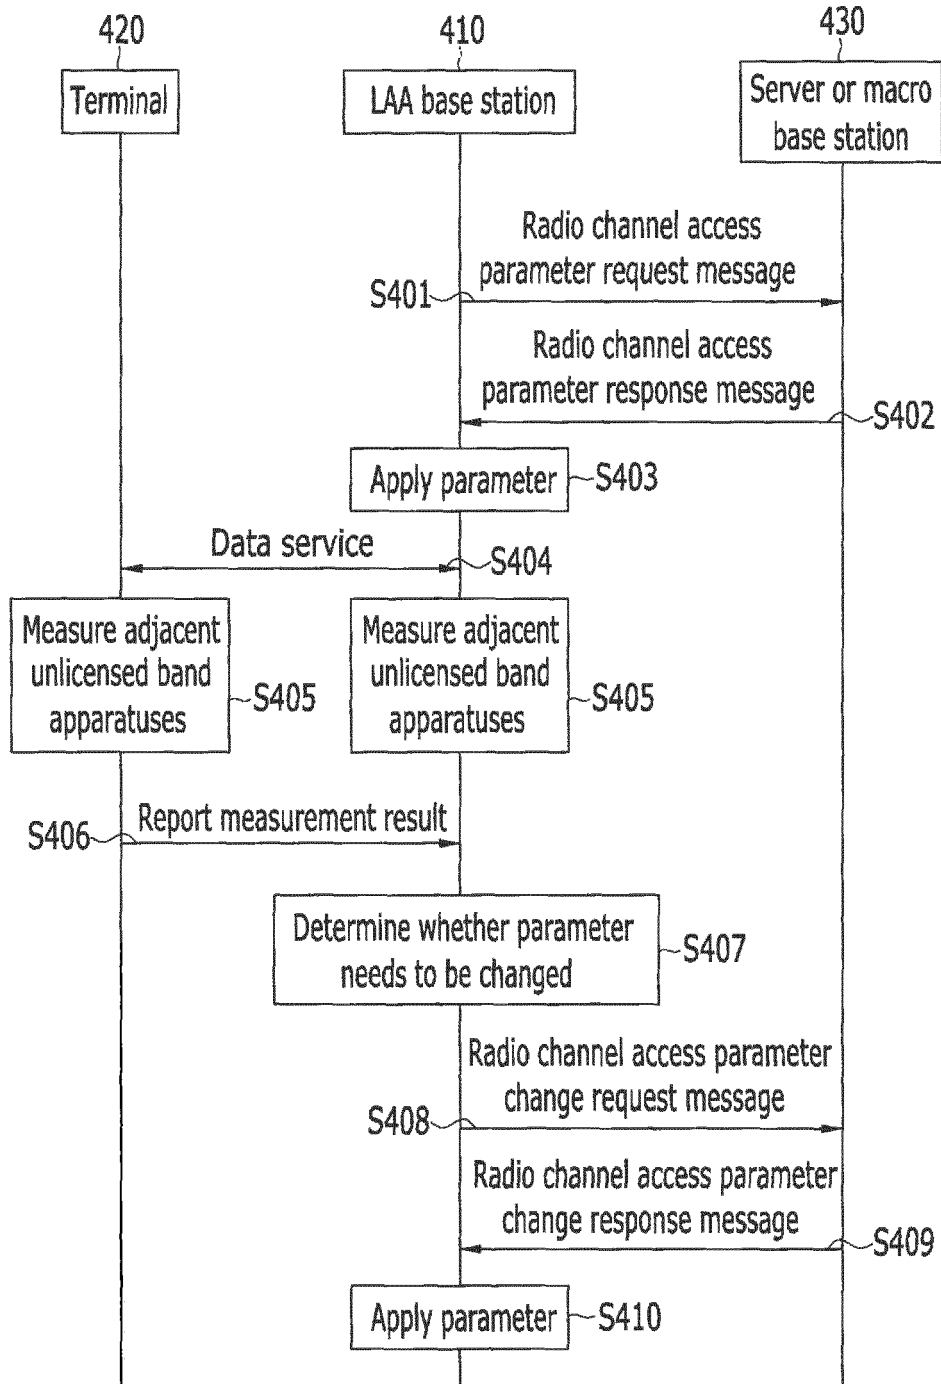 420
410
430
Terminal
LAA base station
Server or macro
base station
Radio channel access
parameter request message
S401
Radio channel access
parameter response message
S402
Apply parameter
S403
Data service
S404
Measure adjacent
unlicensed band
apparatuses
S405
Measure adjacent
unlicensed band
apparatuses
S405
Report measurement result
S406
Determine whether parameter
needs to be changed
S407
Radio channel access parameter
change request message
S408
Radio channel access parameter
change response message
S409
Apply parameter
S410